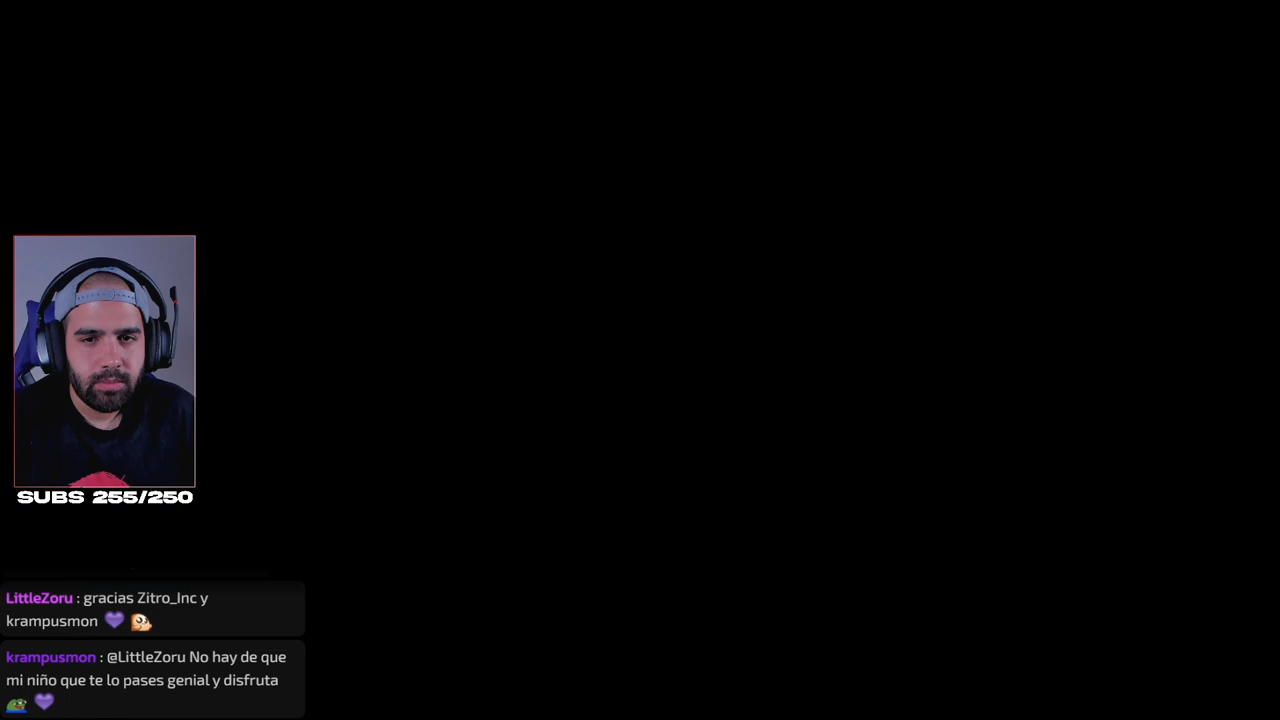 SUBS 255/250
LittleZoru : gracias Zitro_Inc y
krampusmon
krampusmon : @LittleZoru No hay de que
mi niño que te lo pases genial y disfruta